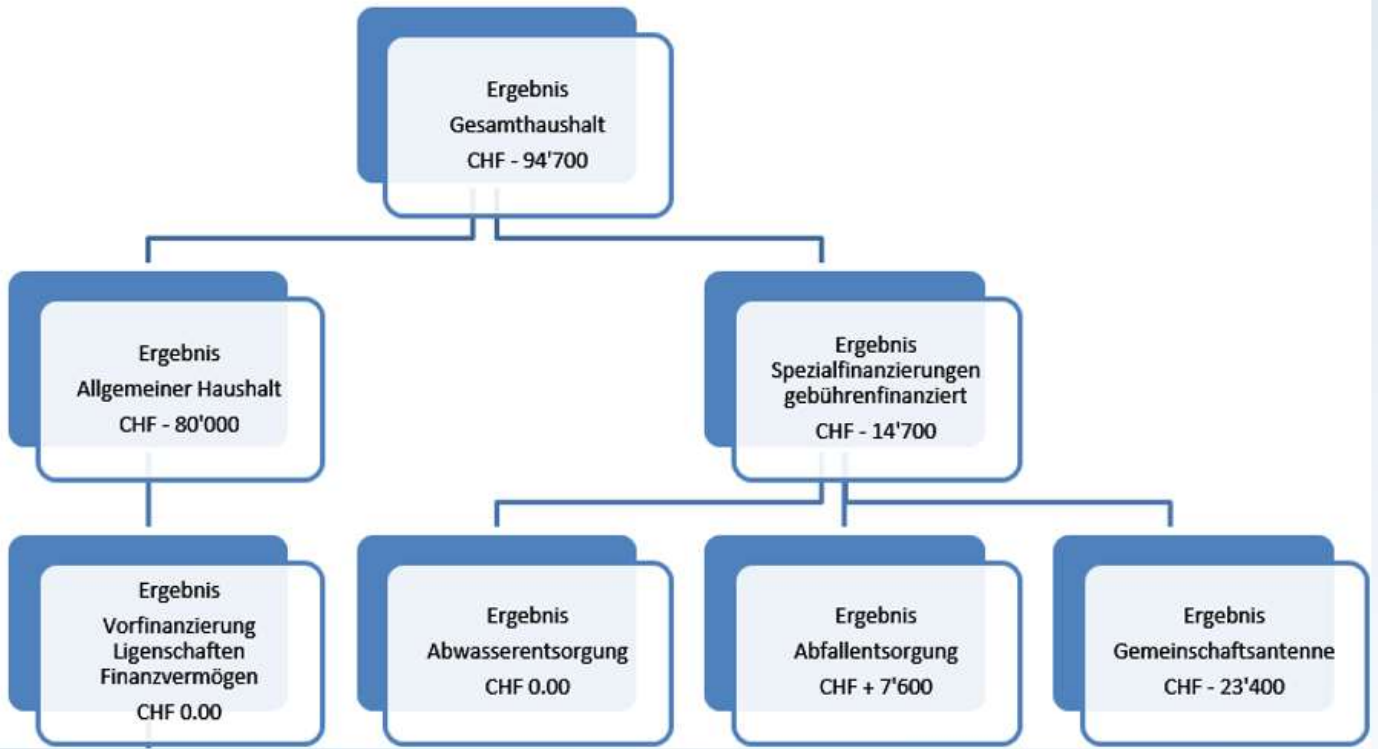 Ergebnis
Gesamthaushalt
CHF - 94'700
Ergebnis
Allgemeiner Haushalt
CHF - 80'000
Ergebnis
Spezialfinanzierungen
gebührenfinanziert
CHF - 14'700
Ergebnis
Vorfinanzierung
Ligenschaften
Finanzvermögen
CHF 0.00
Ergebnis
Abwasserentsorgung
CHF 0.00
Ergebnis
Abfallentsorgung
CHF + 7'600
Ergebnis
Gemeinschaftsantenne
CHF - 23'400